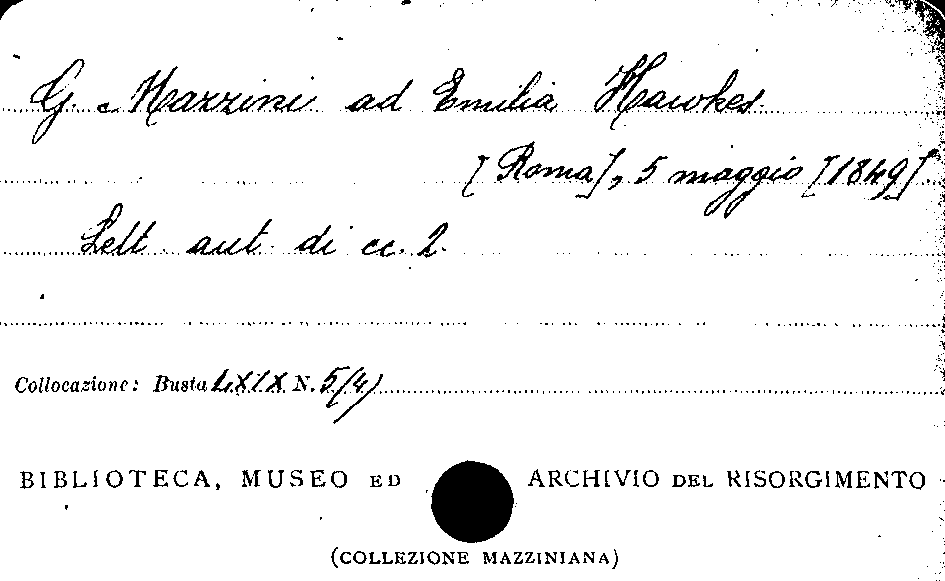 G. Mazzini ad Emilia Hawkes.
[Roma], 5 maggio [1849].
Lett. aut. di cc. 2.
Collocazione: Busta LXIX N. 5(4)
BIBLIOTECA, MUSEO ED ARCHIVIO DEL RISORGIMENTO
(COLLEZIONE MAZZINIANA)